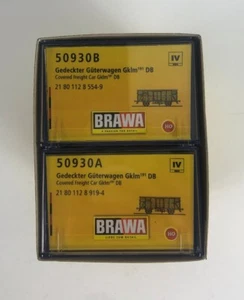 50930B
IV
Gedeckter Güterwagen Gklm DB
Covered Freight Car Gklm DB
21 80 112 8 554-9
BRAWA
50930A
IV
Gedeckter Güterwagen Gklm DB
Covered Freight Car Gklm DB
21 80 112 8 919-4
BRAWA